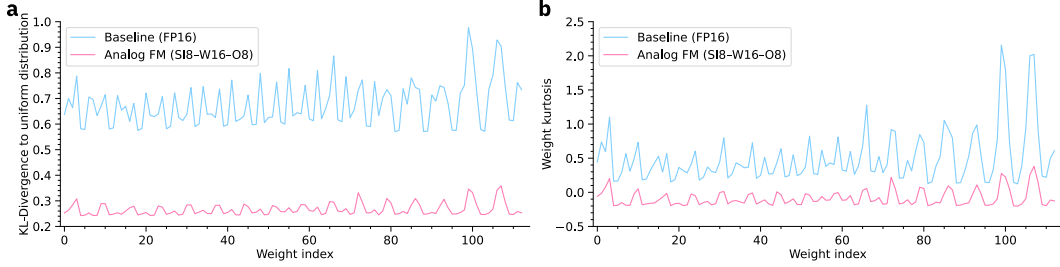 a
KL-Divergence to uniform distribution
1.0
0.9
0.8
0.7
0.6
0.5
0.4
0.3
0.2
Baseline (FP16)
Analog FM (SI8–W16–O8)
0 20 40 60 80 100
Weight index
b
Weight kurtosis
2.5
2.0
1.5
1.0
0.5
0.0
−0.5
Baseline (FP16)
Analog FM (SI8–W16–O8)
0 20 40 60 80 100
Weight index